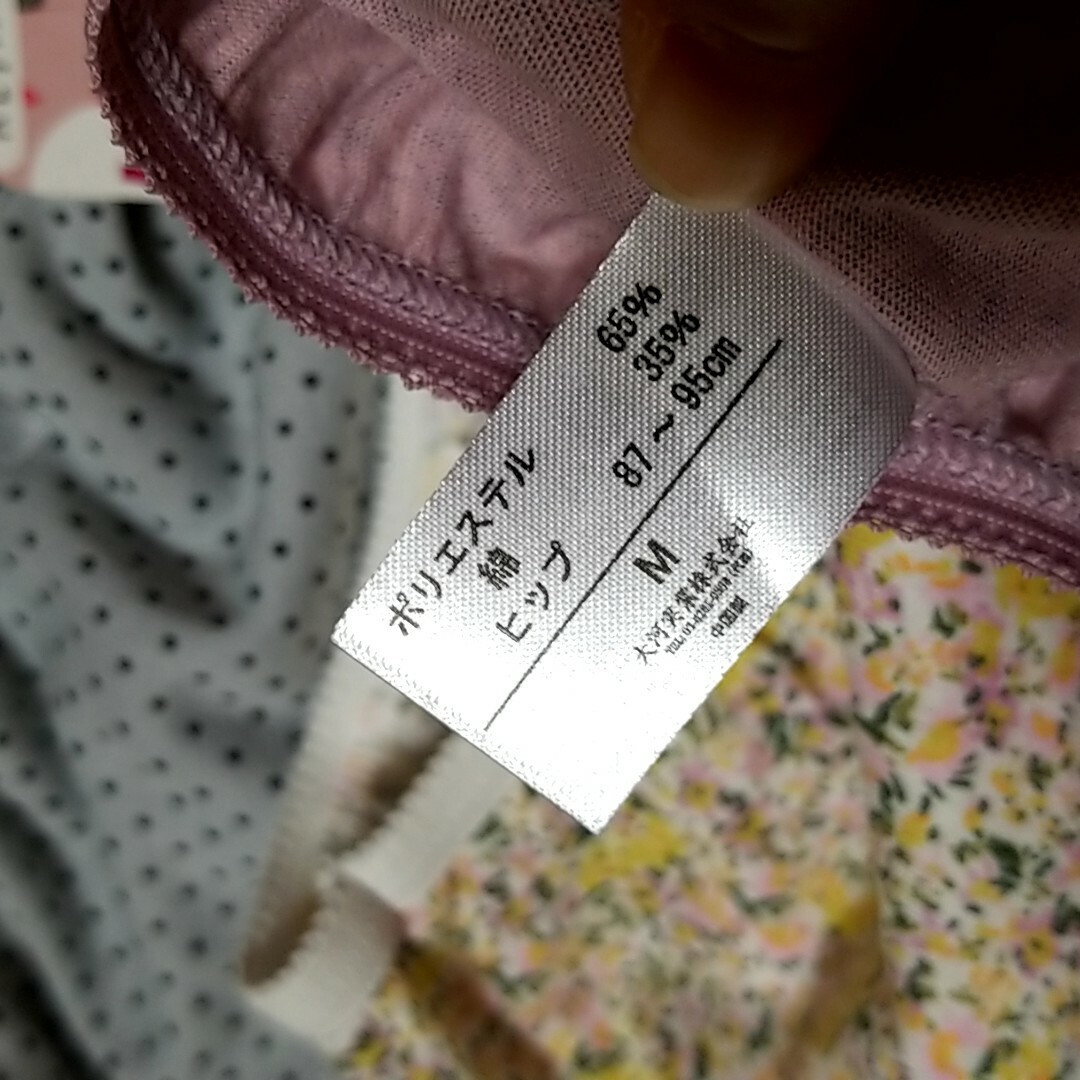 ポリエステル 65%
綿 35%
ヒップ 87～95cm
M
大河実業株式会社
中国製